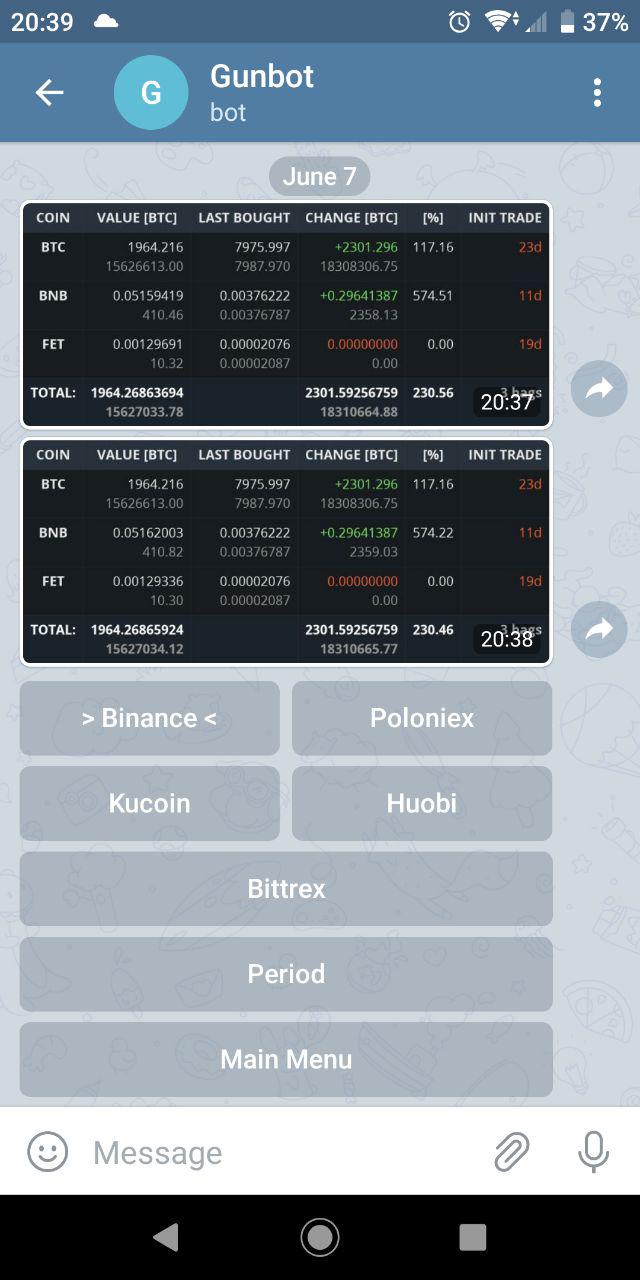 20:39 37%
G Gunbot
bot
June 7
COIN VALUE [BTC] LAST BOUGHT CHANGE [BTC] [%] INIT TRADE
BTC 1964.216 7975.997 +2301.296 117.16 23d
15626613.00 7987.970 18308306.75
BNB 0.05159419 0.00376222 +0.29641387 574.51 11d
410.46 0.00376787 2358.13
FET 0.00129691 0.00002076 0.00000000 0.00 19d
10.32 0.00002087 0.00
TOTAL: 1964.26863694 2301.59256759 230.56 3 bags
15627033.78 18310664.88 20:37
COIN VALUE [BTC] LAST BOUGHT CHANGE [BTC] [%] INIT TRADE
BTC 1964.216 7975.997 +2301.296 117.16 23d
15626613.00 7987.970 18308306.75
BNB 0.05162003 0.00376222 +0.29641387 574.22 11d
410.82 0.00376787 2359.03
FET 0.00129336 0.00002076 0.00000000 0.00 19d
10.30 0.00002087 0.00
TOTAL: 1964.26865924 2301.59256759 230.46 3 bags
15627034.12 18310665.77 20:38
> Binance < Poloniex
Kucoin Huobi
Bittrex
Period
Main Menu
Message